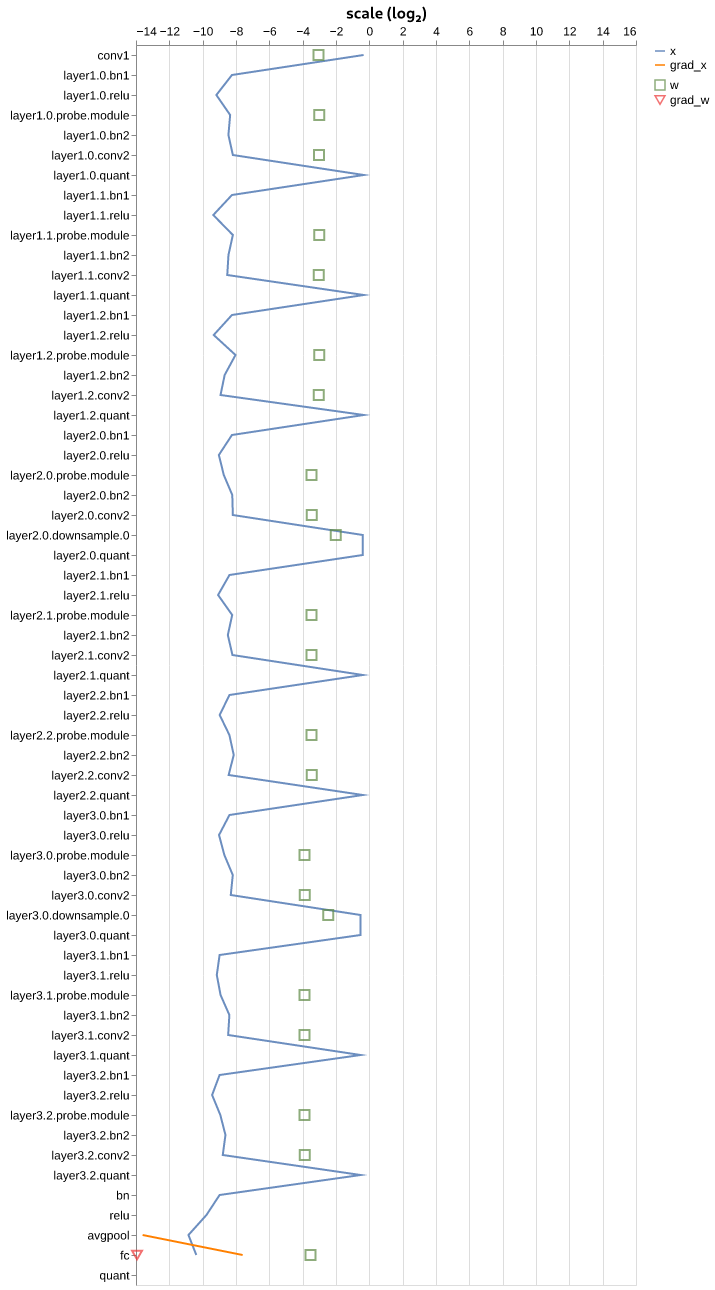 scale (log₂)
−14 −12 −10 −8 −6 −4 −2 0 2 4 6 8 10 12 14 16
x
grad_x
w
grad_w
conv1
layer1.0.bn1
layer1.0.relu
layer1.0.probe.module
layer1.0.bn2
layer1.0.conv2
layer1.0.quant
layer1.1.bn1
layer1.1.relu
layer1.1.probe.module
layer1.1.bn2
layer1.1.conv2
layer1.1.quant
layer1.2.bn1
layer1.2.relu
layer1.2.probe.module
layer1.2.bn2
layer1.2.conv2
layer1.2.quant
layer2.0.bn1
layer2.0.relu
layer2.0.probe.module
layer2.0.bn2
layer2.0.conv2
layer2.0.downsample.0
layer2.0.quant
layer2.1.bn1
layer2.1.relu
layer2.1.probe.module
layer2.1.bn2
layer2.1.conv2
layer2.1.quant
layer2.2.bn1
layer2.2.relu
layer2.2.probe.module
layer2.2.bn2
layer2.2.conv2
layer2.2.quant
layer3.0.bn1
layer3.0.relu
layer3.0.probe.module
layer3.0.bn2
layer3.0.conv2
layer3.0.downsample.0
layer3.0.quant
layer3.1.bn1
layer3.1.relu
layer3.1.probe.module
layer3.1.bn2
layer3.1.conv2
layer3.1.quant
layer3.2.bn1
layer3.2.relu
layer3.2.probe.module
layer3.2.bn2
layer3.2.conv2
layer3.2.quant
bn
relu
avgpool
fc
quant